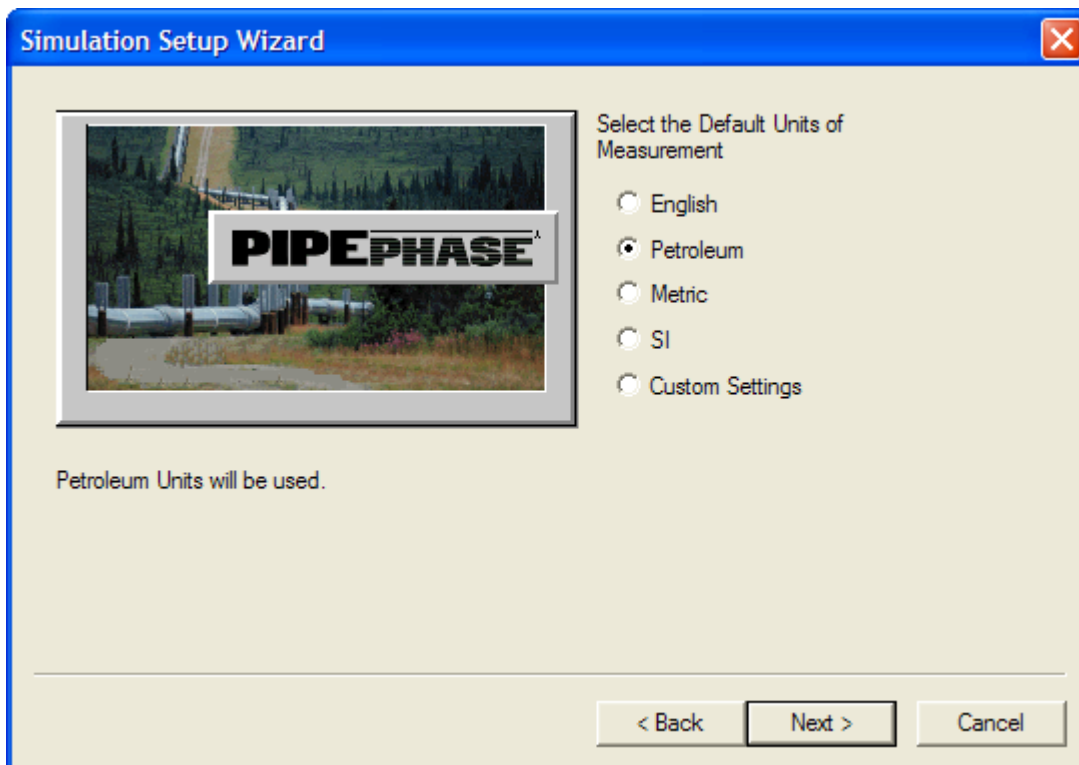 Simulation Setup Wizard
PIPEPHASE
Select the Default Units of
Measurement
English
Petroleum
Metric
SI
Custom Settings
Petroleum Units will be used.
< Back
Next >
Cancel